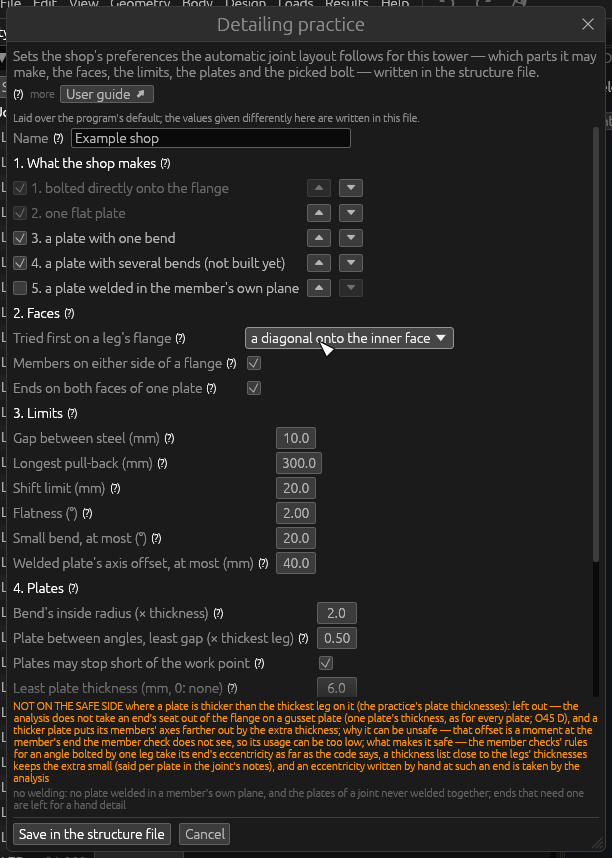 File Edit View Geometry Body Design Loads Results Help
Detailing practice
Sets the shop's preferences the automatic joint layout follows for this tower — which parts it may
make, the faces, the limits, the plates and the picked bolt — written in the structure file.
(?) more User guide
Laid over the program's default; the values given differently here are written in this file.
Name (?) Example shop
1. What the shop makes (?)
1. bolted directly onto the flange
2. one flat plate
3. a plate with one bend
4. a plate with several bends (not built yet)
5. a plate welded in the member's own plane
2. Faces (?)
Tried first on a leg's flange (?) a diagonal onto the inner face
Members on either side of a flange (?)
Ends on both faces of one plate (?)
3. Limits (?)
Gap between steel (mm) (?) 10.0
Longest pull-back (mm) (?) 300.0
Shift limit (mm) (?) 20.0
Flatness (°) (?) 2.00
Small bend, at most (°) (?) 20.0
Welded plate's axis offset, at most (mm) (?) 40.0
4. Plates (?)
Bend's inside radius (× thickness) (?) 2.0
Plate between angles, least gap (× thickest leg) (?) 0.50
Plates may stop short of the work point (?)
Least plate thickness (mm, 0: none) (?) 6.0
NOT ON THE SAFE SIDE where a plate is thicker than the thickest leg on it (the practice's plate thicknesses): left out — the
analysis does not take an end's seat out of the flange on a gusset plate (one plate's thickness, as for every plate; O45 D), and a
thicker plate puts its members' axes farther out by the extra thickness; why it can be unsafe — that offset is a moment at the
member's end the member check does not see, so its usage can be too low; what makes it safe — the member checks' rules
for an angle bolted by one leg take its end's eccentricity as far as the code says, a thickness list close to the legs' thicknesses
keeps the extra small (said per plate in the joint's notes), and an eccentricity written by hand at such an end is taken by the
analysis
no welding: no plate welded in a member's own plane, and the plates of a joint never welded together; ends that need one
are left for a hand detail
Save in the structure file Cancel